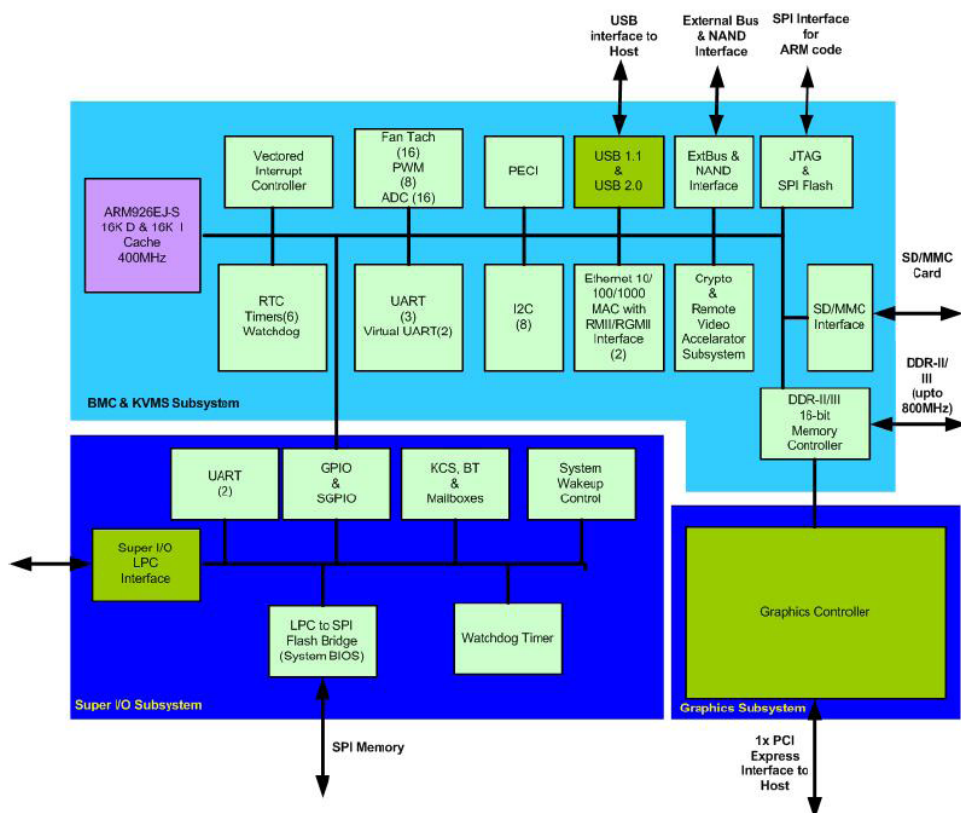 USB
interface to
Host
External Bus
& NAND
Interface
SPI Interface
for
ARM code
Vectored
Interrupt
Controller
Fan Tach
(16)
PWM
(8)
ADC (16)
PECI
USB 1.1
&
USB 2.0
ExtBus &
NAND
Interface
JTAG
&
SPI Flash
ARM926EJ-S
16K D & 16K I
Cache
400MHz
RTC
Timers(6)
Watchdog
UART
(3)
Virtual UART(2)
I2C
(8)
Ethernet 10/
100/1000
MAC with
RMII/RGMII
Interface
(2)
Crypto
&
Remote
Video
Accelarator
Subsystem
SD/MMC
Interface
SD/MMC
Card
DDR-II/
III
(upto
800MHz)
DDR-II/III
16-bit
Memory
Controller
BMC & KVMS Subsystem
UART
(2)
GPIO
&
SGPIO
KCS, BT
&
Mailboxes
System
Wakeup
Control
Super I/O
LPC
Interface
LPC to SPI
Flash Bridge
(System BIOS)
Watchdog Timer
Super I/O Subsystem
Graphics Controller
Graphics Subsystem
SPI Memory
1x PCI
Express
Interface to
Host